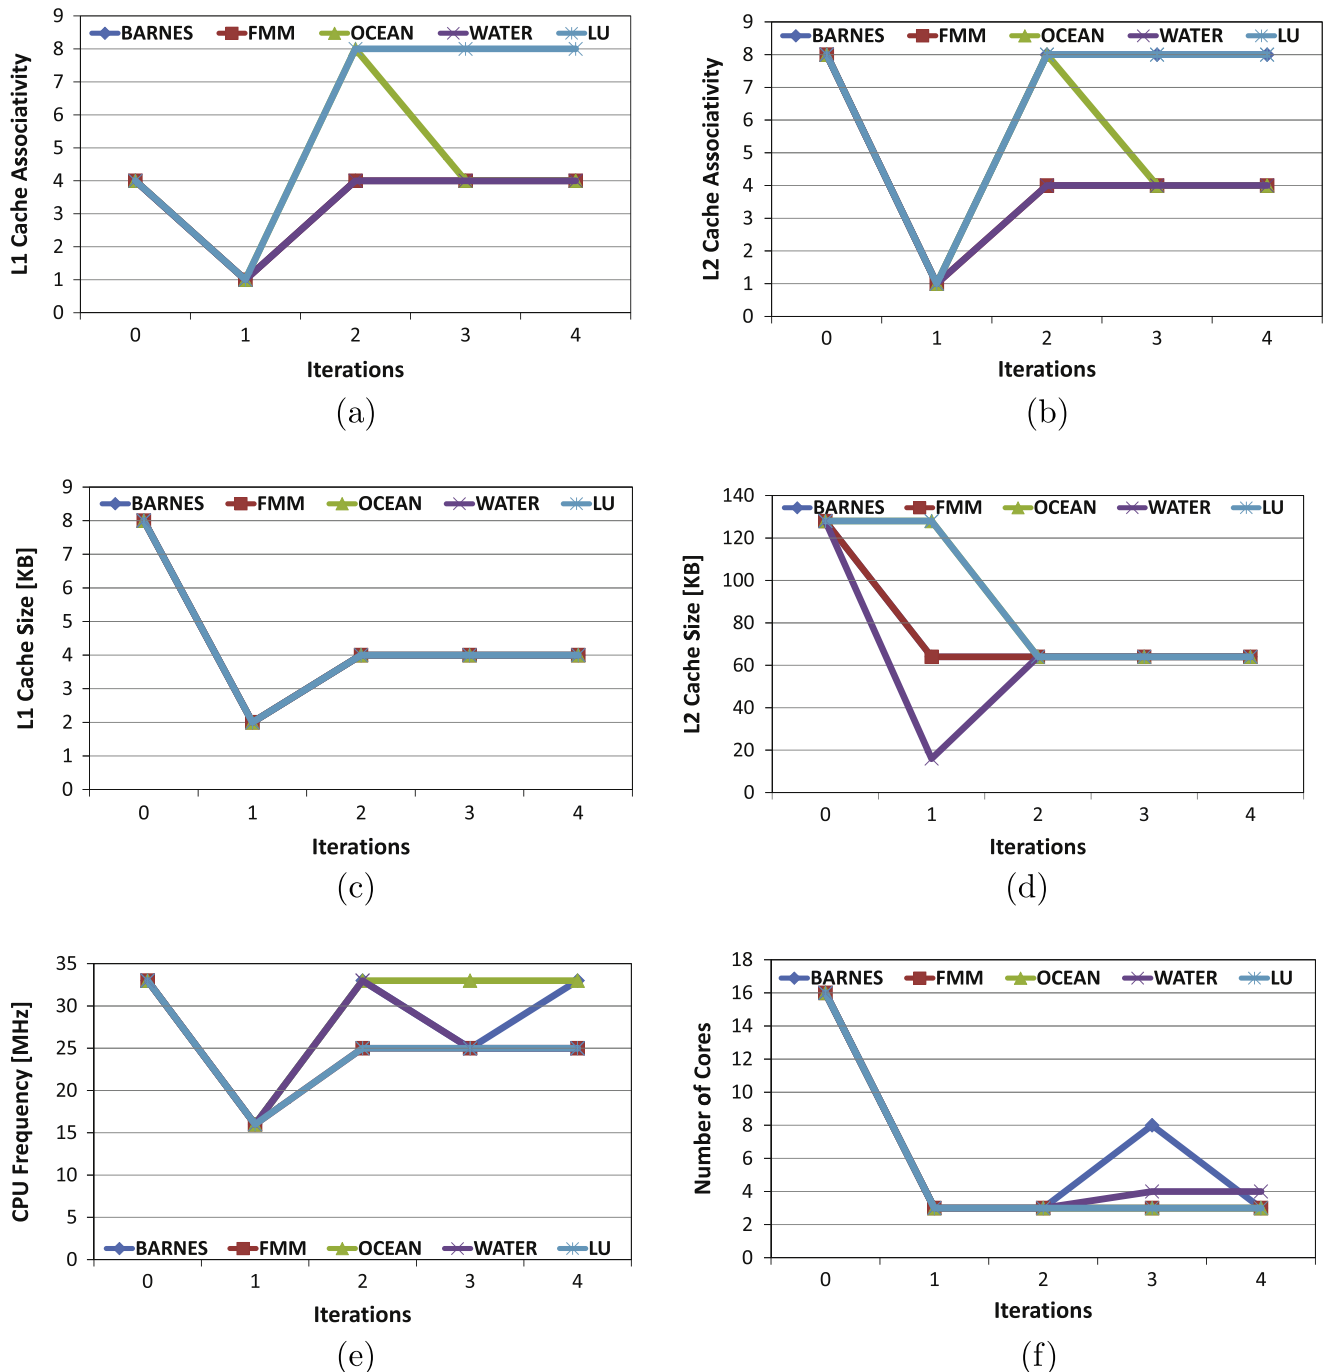 BARNES FMM OCEAN WATER LU
L1 Cache Associativity
9
8
7
6
5
4
3
2
1
0
0 1 2 3 4
Iterations
(a)
BARNES FMM OCEAN WATER LU
L2 Cache Associativity
9
8
7
6
5
4
3
2
1
0
0 1 2 3 4
Iterations
(b)
BARNES FMM OCEAN WATER LU
L1 Cache Size [KB]
9
8
7
6
5
4
3
2
1
0
0 1 2 3 4
Iterations
(c)
BARNES FMM OCEAN WATER LU
L2 Cache Size [KB]
140
120
100
80
60
40
20
0
0 1 2 3 4
Iterations
(d)
CPU Frequency [MHz]
35
30
25
20
15
10
5
0
BARNES FMM OCEAN WATER LU
0 1 2 3 4
Iterations
(e)
BARNES FMM OCEAN WATER LU
Number of Cores
18
16
14
12
10
8
6
4
2
0
0 1 2 3 4
Iterations
(f)